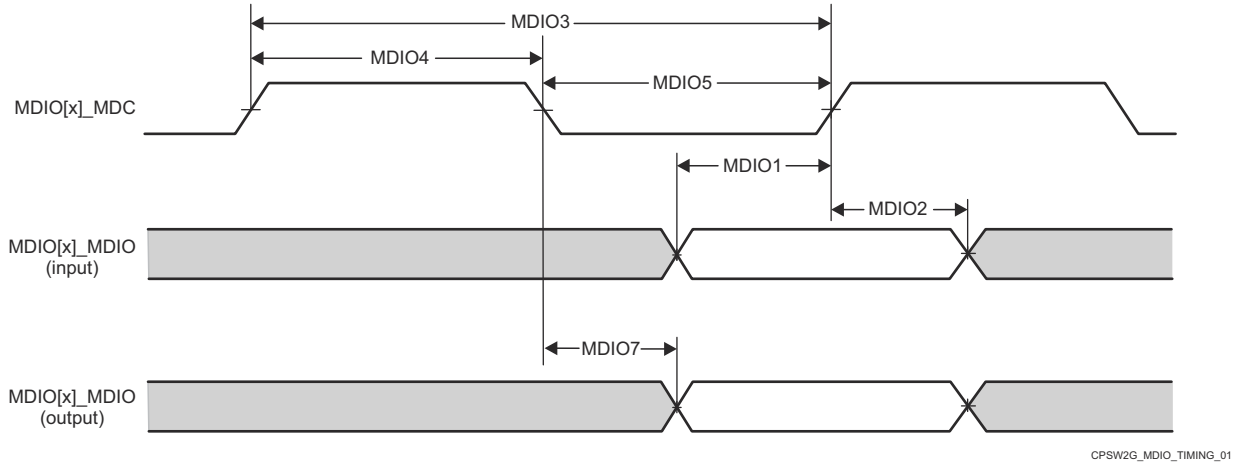 MDIO3
MDIO4
MDIO5
MDIO[x]_MDC
MDIO1
MDIO2
MDIO[x]_MDIO
(input)
MDIO7
MDIO[x]_MDIO
(output)
CPSW2G_MDIO_TIMING_01